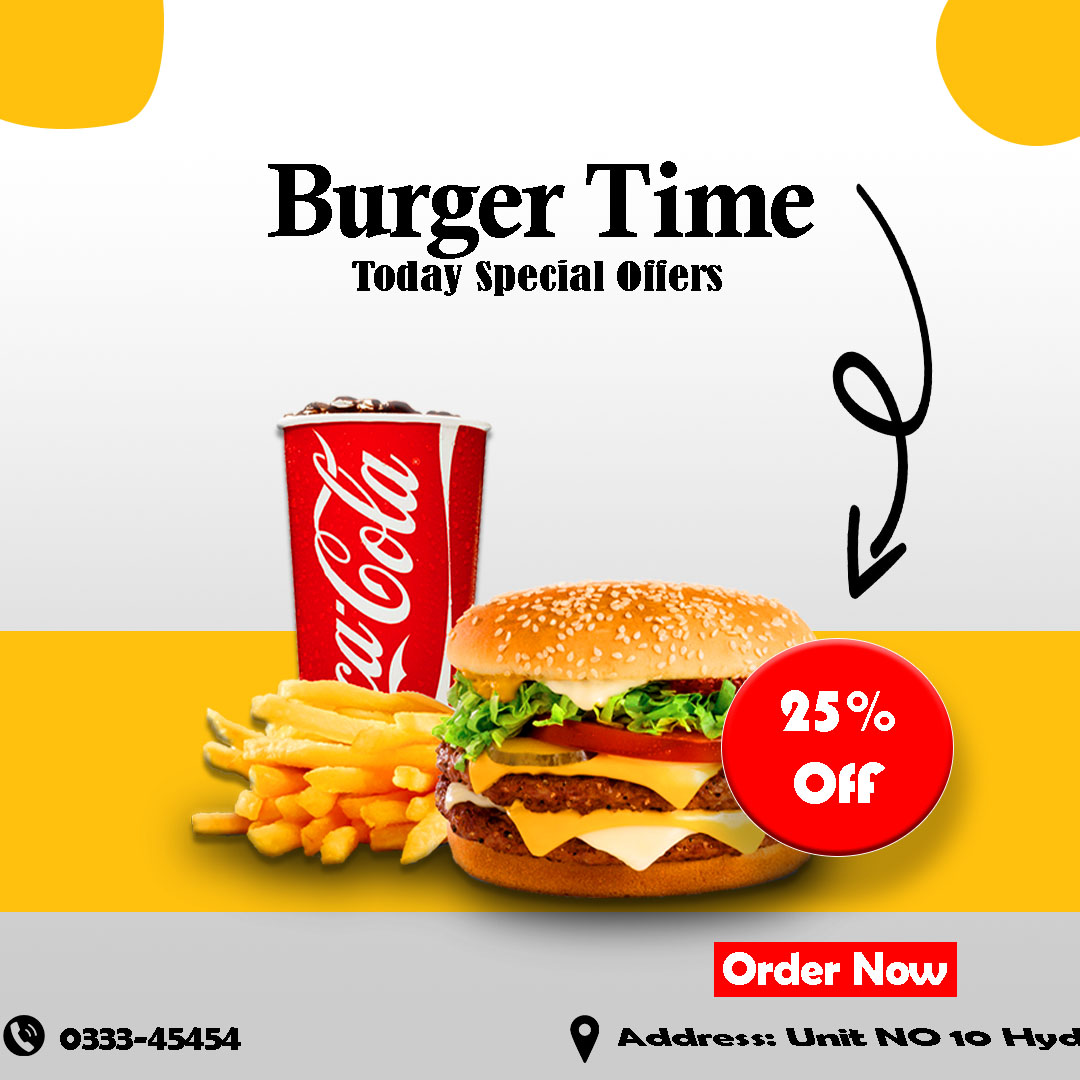 Burger Time
Today Special Offers
Coca-Cola
25%
Off
Order Now
0333-45454
Address: Unit NO 10 Hyd